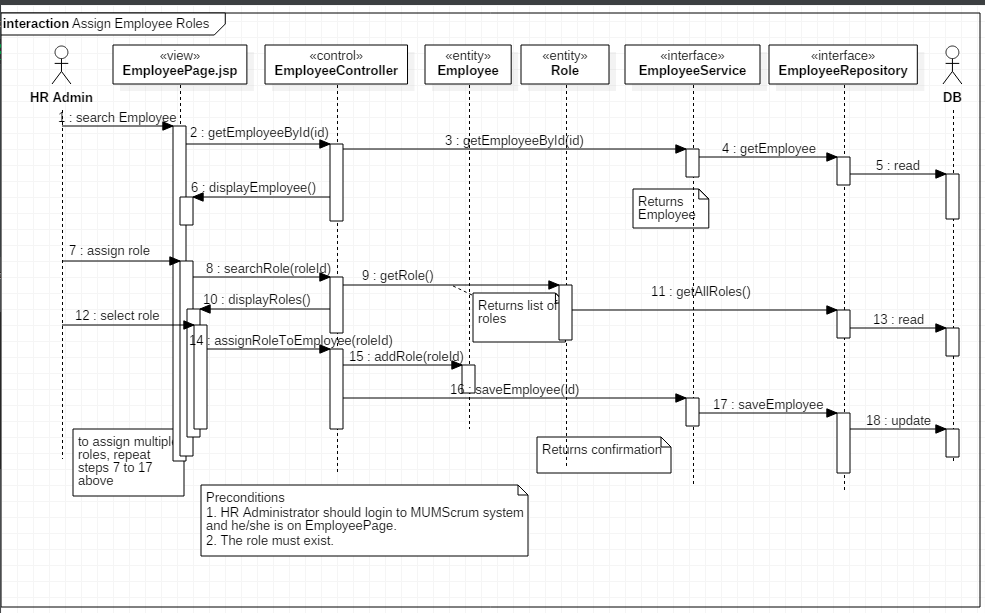 interaction Assign Employee Roles
«view»
EmployeePage.jsp
«control»
EmployeeController
«entity»
Employee
«entity»
Role
«interface»
EmployeeService
«interface»
EmployeeRepository
HR Admin
DB
1 : search Employee
2 : getEmployeeById(id)
3 : getEmployeeById(id)
4 : getEmployee
5 : read
6 : displayEmployee()
Returns
Employee
7 : assign role
8 : searchRole(roleId)
9 : getRole()
10 : displayRoles()
11 : getAllRoles()
Returns list of
roles
12 : select role
13 : read
14 : assignRoleToEmployee(roleId)
15 : addRole(roleId)
16 : saveEmployee(id)
17 : saveEmployee
18 : update
to assign multiple
roles, repeat
steps 7 to 17
above
Returns confirmation
Preconditions
1. HR Administrator should login to MUMScrum system
and he/she is on EmployeePage.
2. The role must exist.